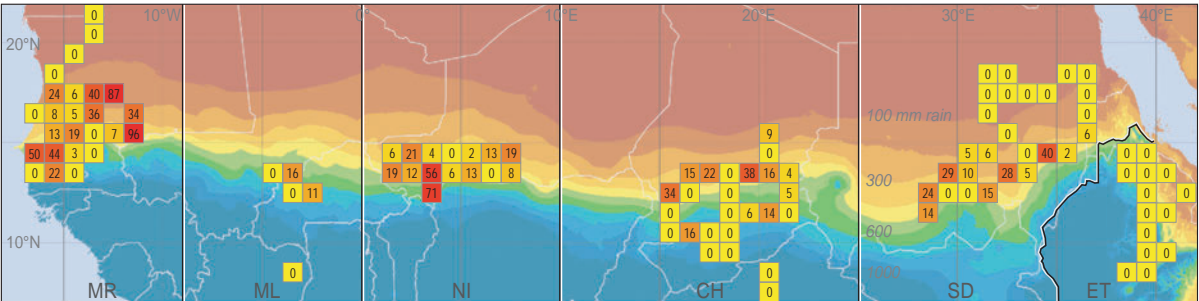 0 10°W 0 10°E 30°E 40°E
0
20°N
0
0 0 0 0 0
24 6 40 87 0 0 0 0 0
0 8 5 36 34 100 mm rain 0 0
13 19 0 7 96 9 0 6
50 44 3 0 6 21 4 0 2 13 19 0 5 6 0 40 2 0 0
0 22 0 0 16 19 12 56 6 13 0 8 15 22 0 38 16 4 300 29 10 28 5 0 0 0
0 11 71 34 0 0 5 24 0 0 15 0 0 0
0 0 6 14 0 14 0 0
10°N 0 16 0 0 600 0 0
0 0 0 0
0 0 0 0
MR ML NI CH 0 SD ET